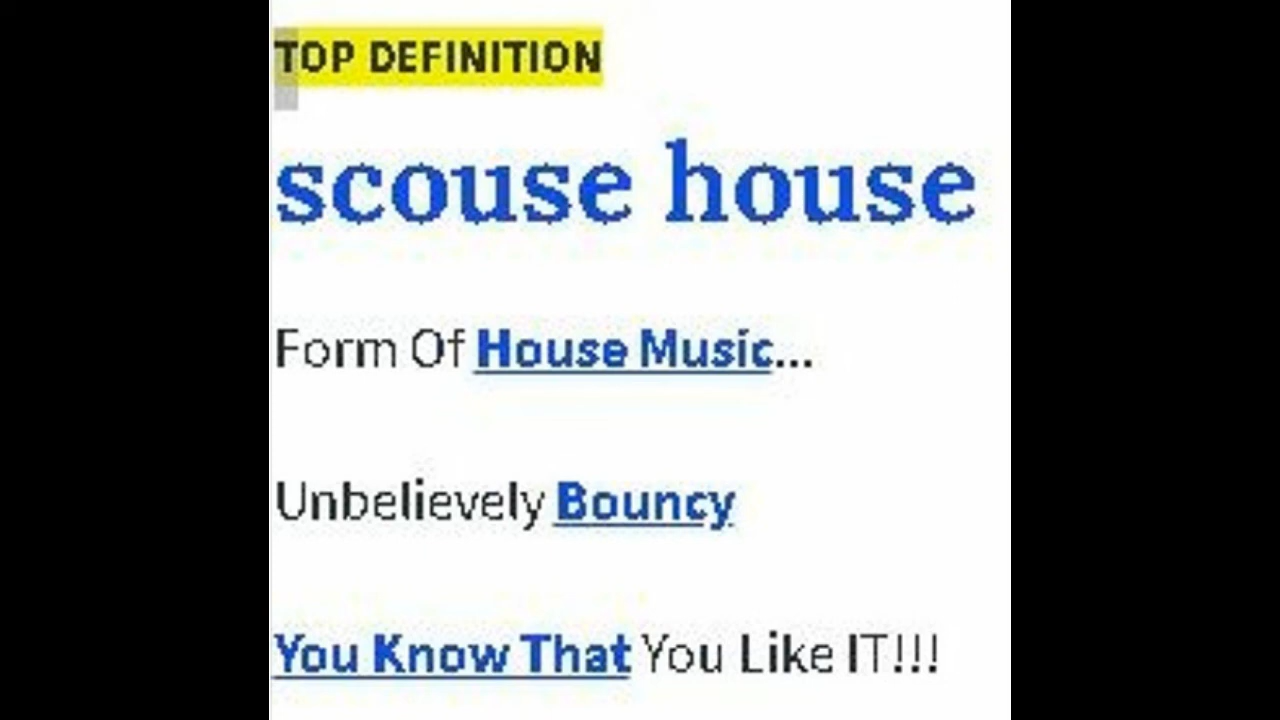 TOP DEFINITION
scouse house
Form Of House Music...
Unbelievely Bouncy
You Know That You Like IT!!!